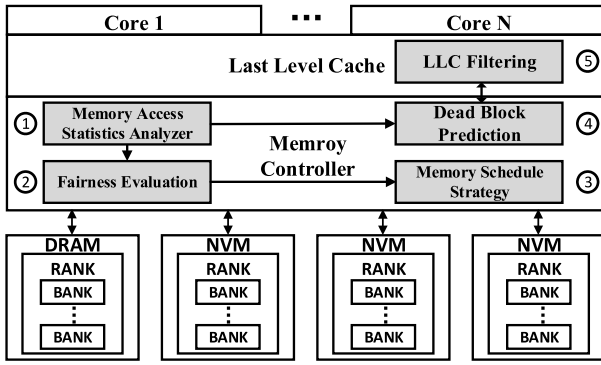 Core 1
...
Core N
Last Level Cache
LLC Filtering
5
1
Memory Access
Statistics Analyzer
Dead Block
Prediction
4
Memroy
Controller
2
Fairness Evaluation
Memory Schedule
Strategy
3
DRAM
RANK
BANK
BANK
NVM
RANK
BANK
BANK
NVM
RANK
BANK
BANK
NVM
RANK
BANK
BANK